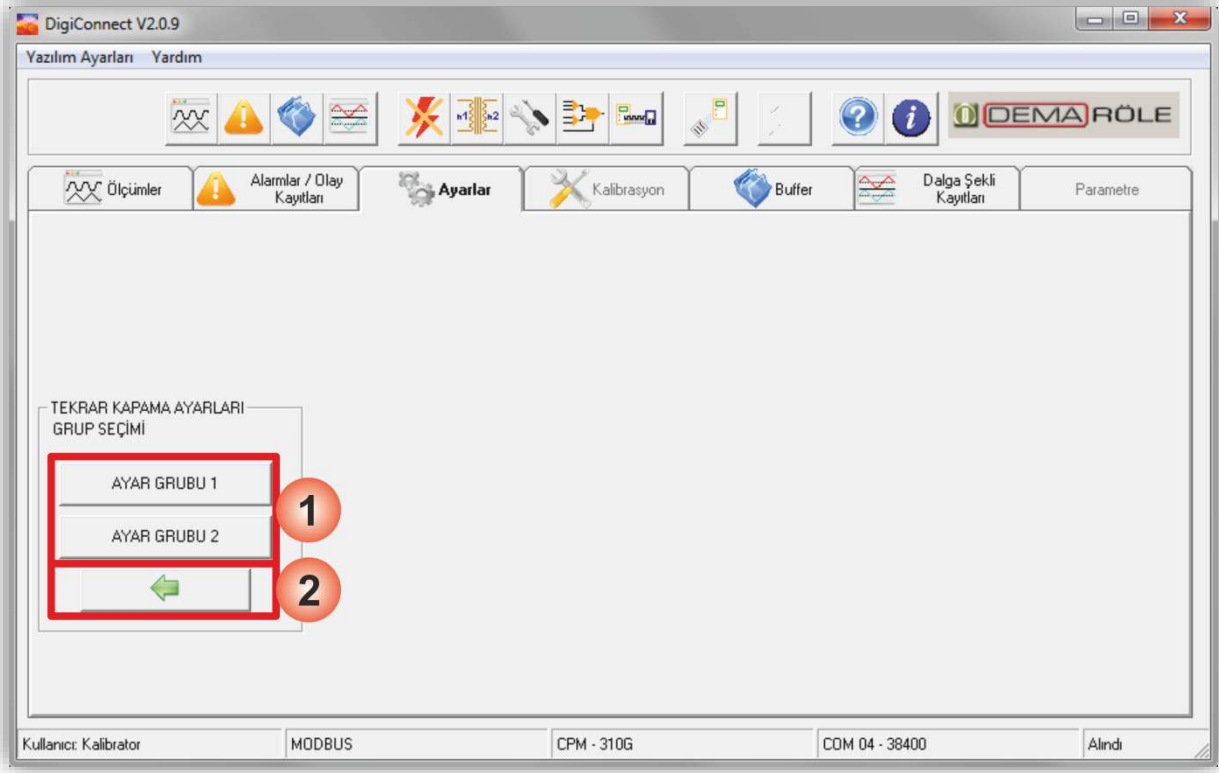 DigiConnect V2.0.9
Yazılım Ayarları Yardım
n1 n2
DEMA RÖLE
Ölçümler
Alarmlar / Olay
Kayıtları
Ayarlar
Kalibrasyon
Buffer
Dalga Şekli
Kayıtları
Parametre
TEKRAR KAPAMA AYARLARI
GRUP SEÇİMİ
AYAR GRUBU 1
AYAR GRUBU 2
1
2
Kullanıcı: Kalibrator MODBUS CPM - 310G COM 04 - 38400 Alındı